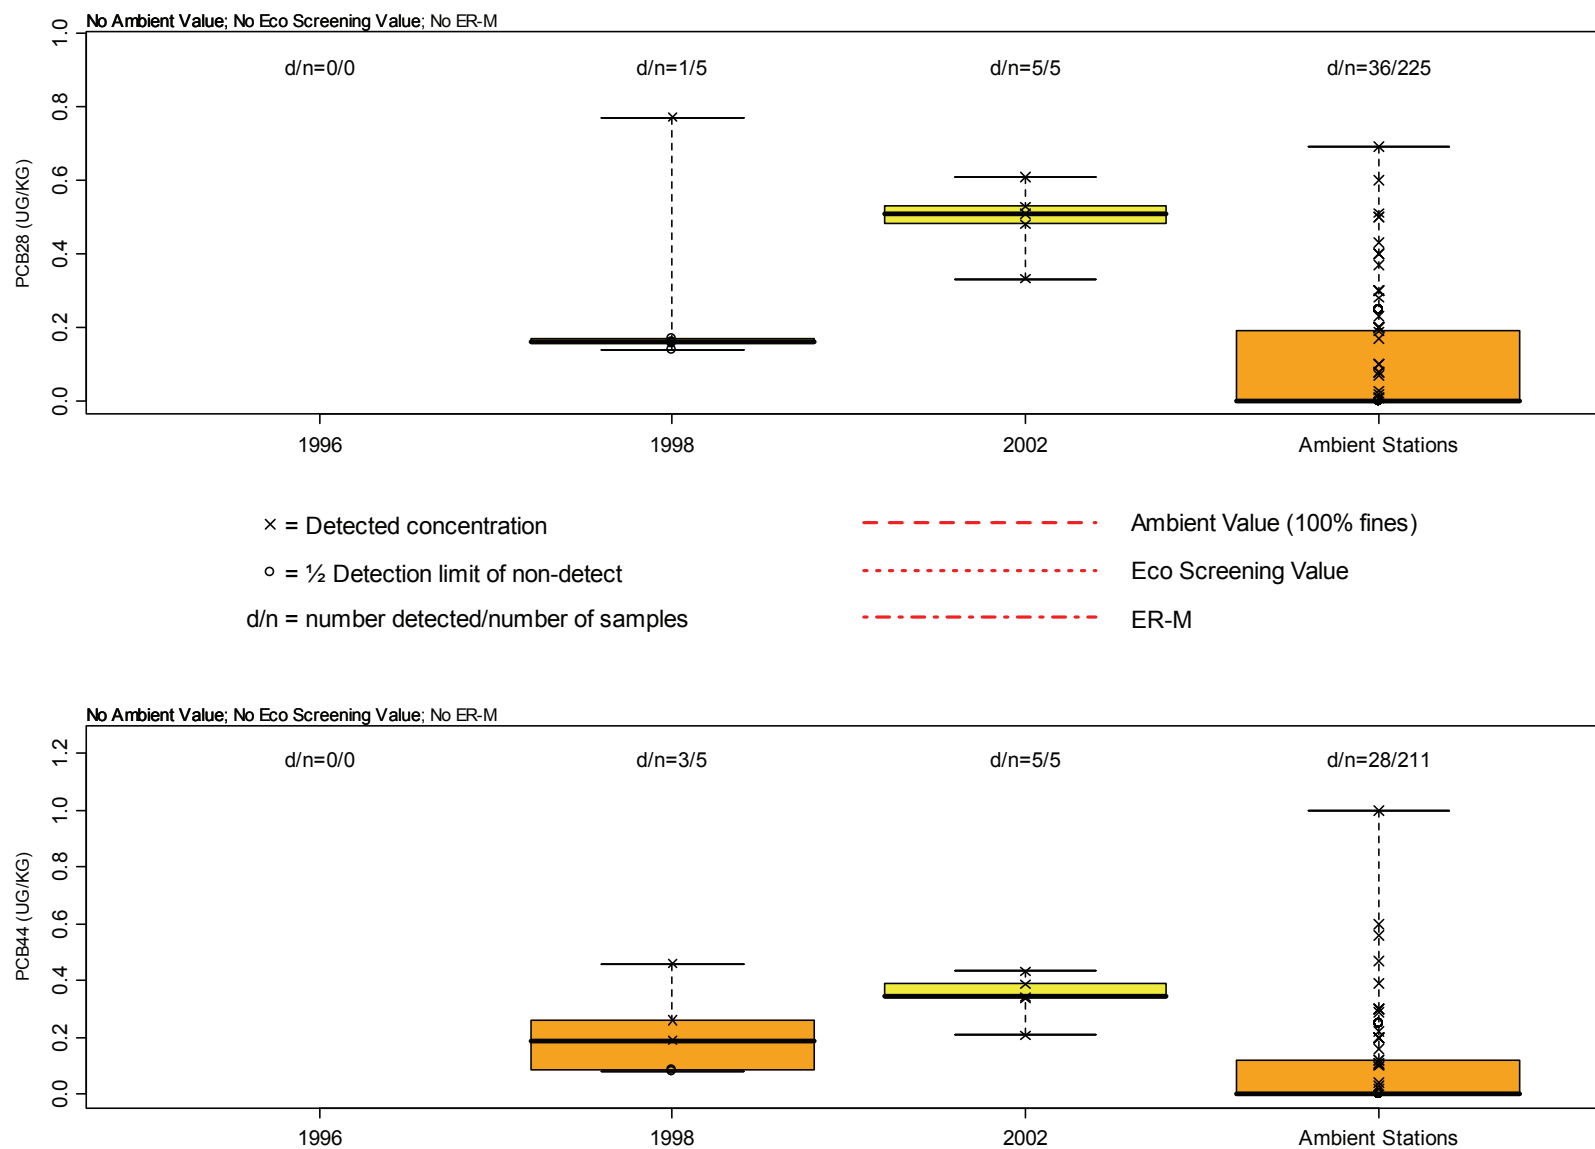 No Ambient Value; No Eco Screening Value; No ER-M
d/n=0/0 d/n=1/5 d/n=5/5 d/n=36/225
PCB28 (UG/KG)
1.0
0.8
0.6
0.4
0.2
0.0
1996 1998 2002 Ambient Stations
× = Detected concentration
Ambient Value (100% fines)
o = ½ Detection limit of non-detect
Eco Screening Value
d/n = number detected/number of samples
ER-M
No Ambient Value; No Eco Screening Value; No ER-M
d/n=0/0 d/n=3/5 d/n=5/5 d/n=28/211
PCB44 (UG/KG)
1.2
1.0
0.8
0.6
0.4
0.2
0.0
1996 1998 2002 Ambient Stations